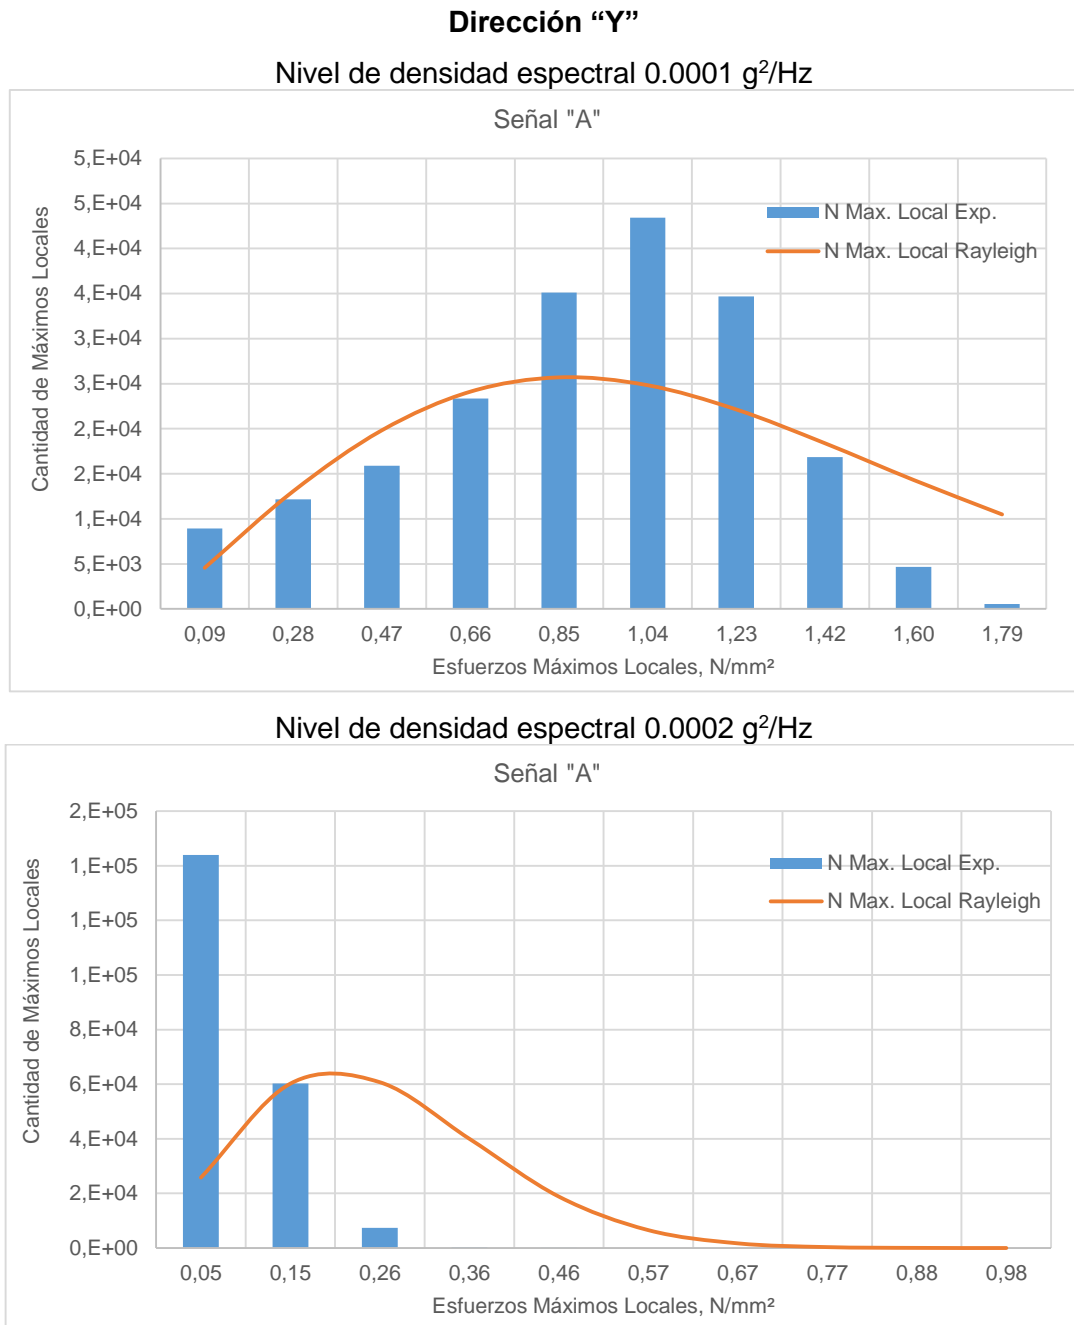 Dirección “Y”
Nivel de densidad espectral 0.0001 g²/Hz
Señal "A"
5,E+04
5,E+04
4,E+04
4,E+04
3,E+04
3,E+04
2,E+04
2,E+04
1,E+04
5,E+03
0,E+00
Cantidad de Máximos Locales
N Max. Local Exp.
N Max. Local Rayleigh
0,09 0,28 0,47 0,66 0,85 1,04 1,23 1,42 1,60 1,79
Esfuerzos Máximos Locales, N/mm²
Nivel de densidad espectral 0.0002 g²/Hz
Señal "A"
2,E+05
1,E+05
1,E+05
1,E+05
8,E+04
6,E+04
4,E+04
2,E+04
0,E+00
Cantidad de Máximos Locales
N Max. Local Exp.
N Max. Local Rayleigh
0,05 0,15 0,26 0,36 0,46 0,57 0,67 0,77 0,88 0,98
Esfuerzos Máximos Locales, N/mm²